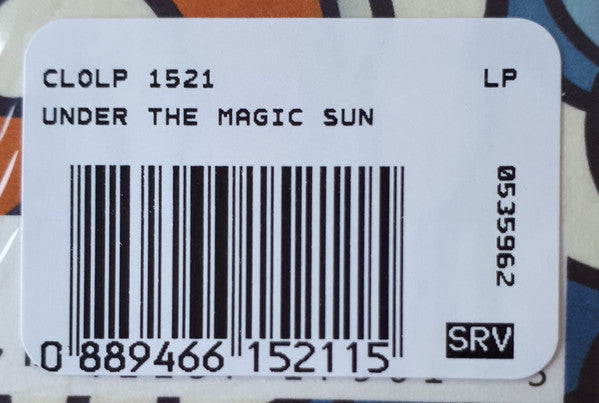 CLOLP 1521 LP
UNDER THE MAGIC SUN
0535962
SRV
0 889466 152115